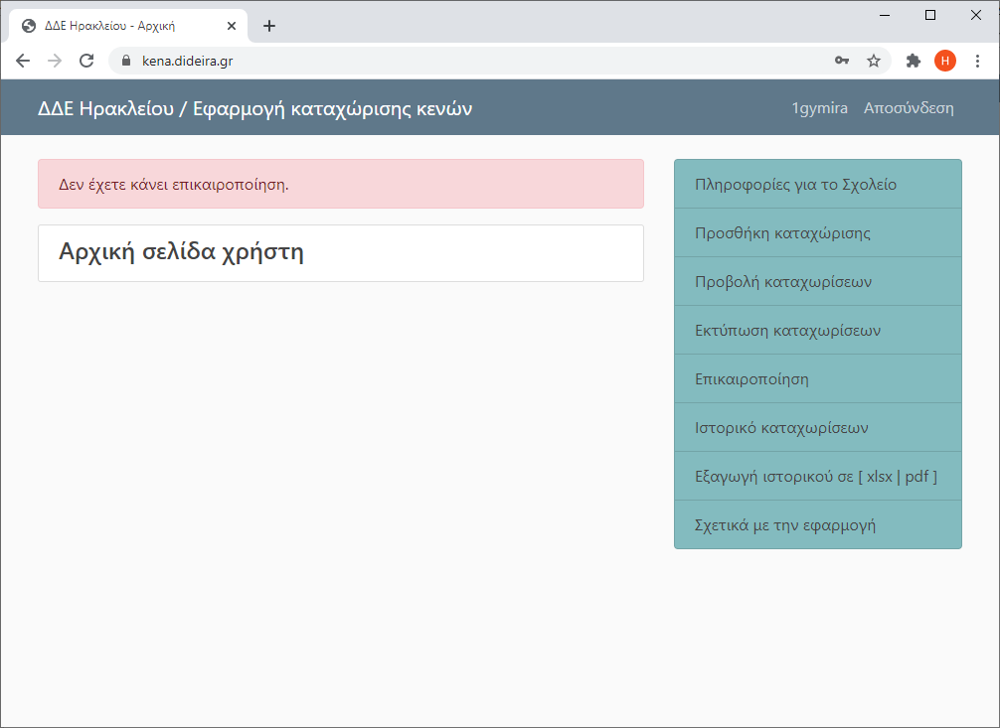 ΔΔΕ Ηρακλείου - Αρχική
kena.dideira.gr
H
ΔΔΕ Ηρακλείου / Εφαρμογή καταχώρισης κενών
1gymira Αποσύνδεση
Δεν έχετε κάνει επικαιροποίηση.
Αρχική σελίδα χρήστη
Πληροφορίες για το Σχολείο
Προσθήκη καταχώρισης
Προβολή καταχωρίσεων
Εκτύπωση καταχωρίσεων
Επικαιροποίηση
Ιστορικό καταχωρίσεων
Εξαγωγή ιστορικού σε [ xlsx | pdf ]
Σχετικά με την εφαρμογή